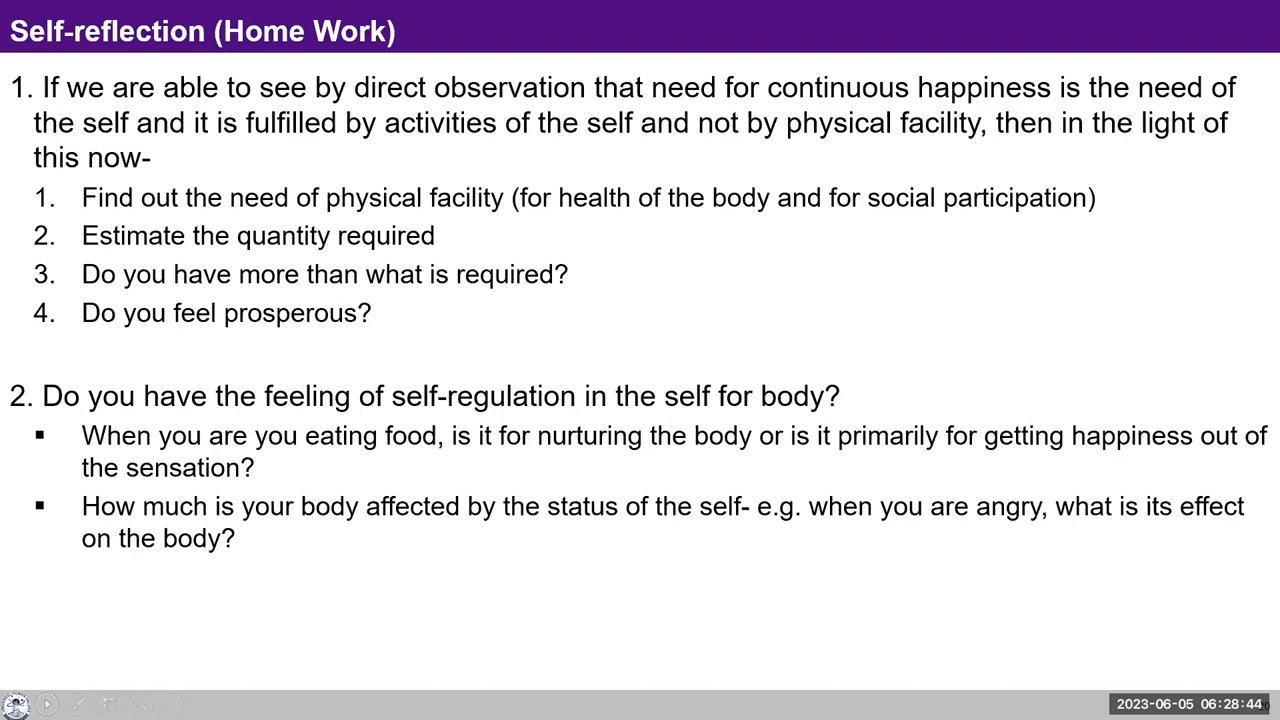 Self-reflection (Home Work)
1. If we are able to see by direct observation that need for continuous happiness is the need of
the self and it is fulfilled by activities of the self and not by physical facility, then in the light of
this now-
1. Find out the need of physical facility (for health of the body and for social participation)
2. Estimate the quantity required
3. Do you have more than what is required?
4. Do you feel prosperous?
2. Do you have the feeling of self-regulation in the self for body?
▪ When you are you eating food, is it for nurturing the body or is it primarily for getting happiness out of
the sensation?
▪ How much is your body affected by the status of the self- e.g. when you are angry, what is its effect
on the body?
2023-06-05 06:28:44